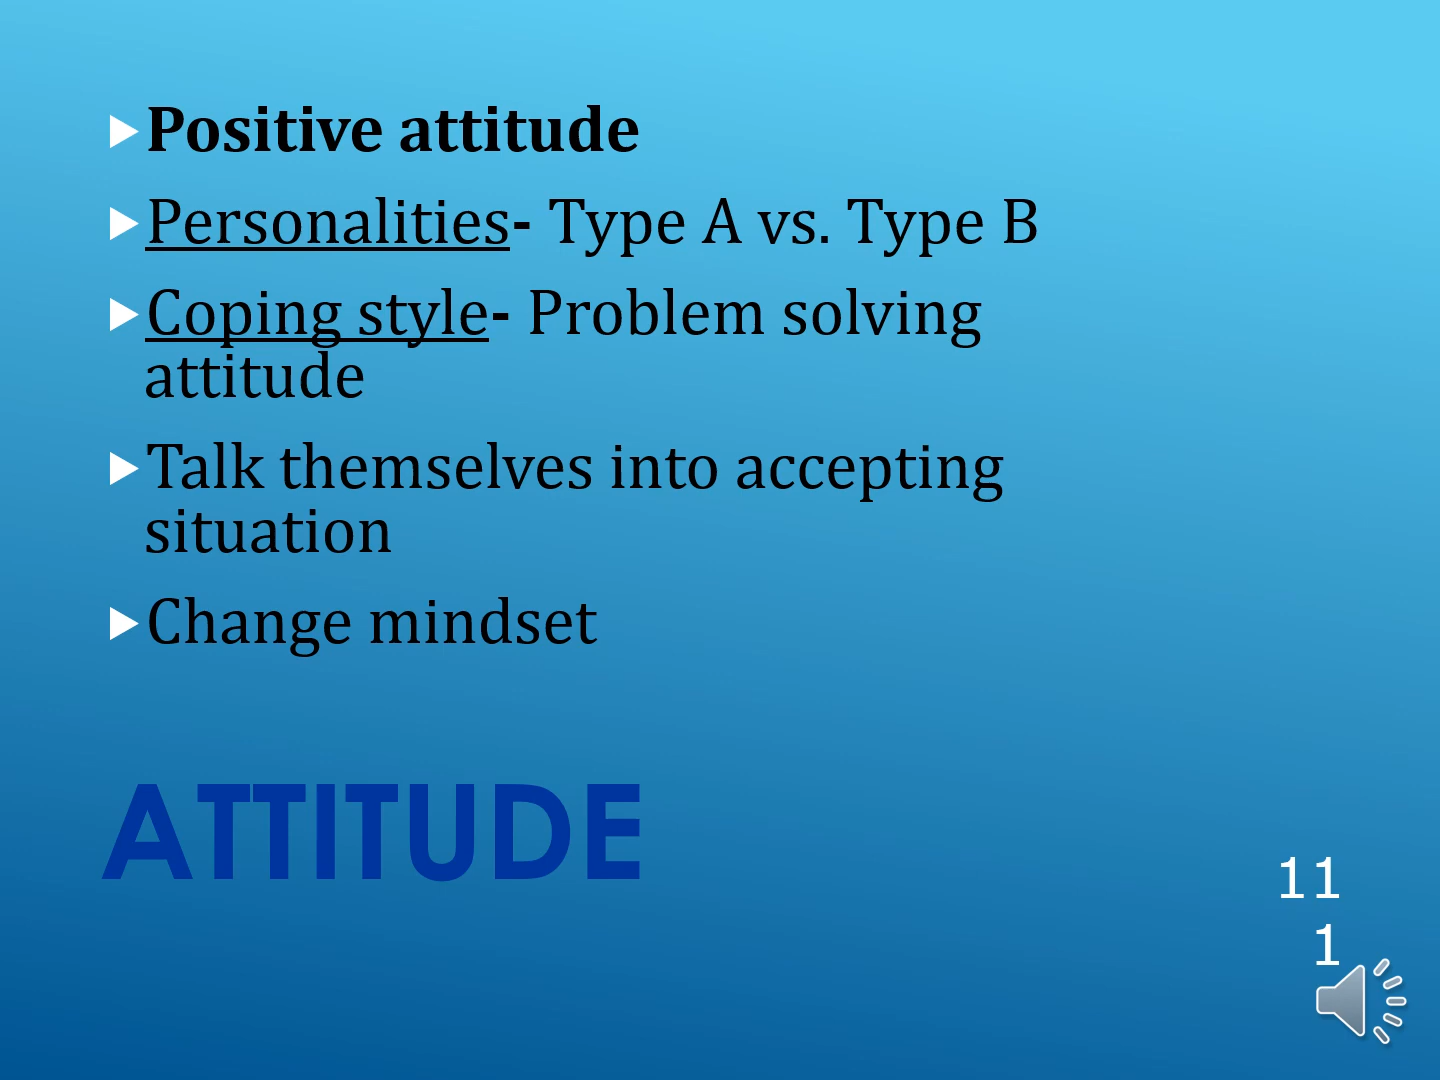 Positive attitude
Personalities- Type A vs. Type B
Coping style- Problem solving
attitude
Talk themselves into accepting
situation
Change mindset
ATTITUDE
11
1